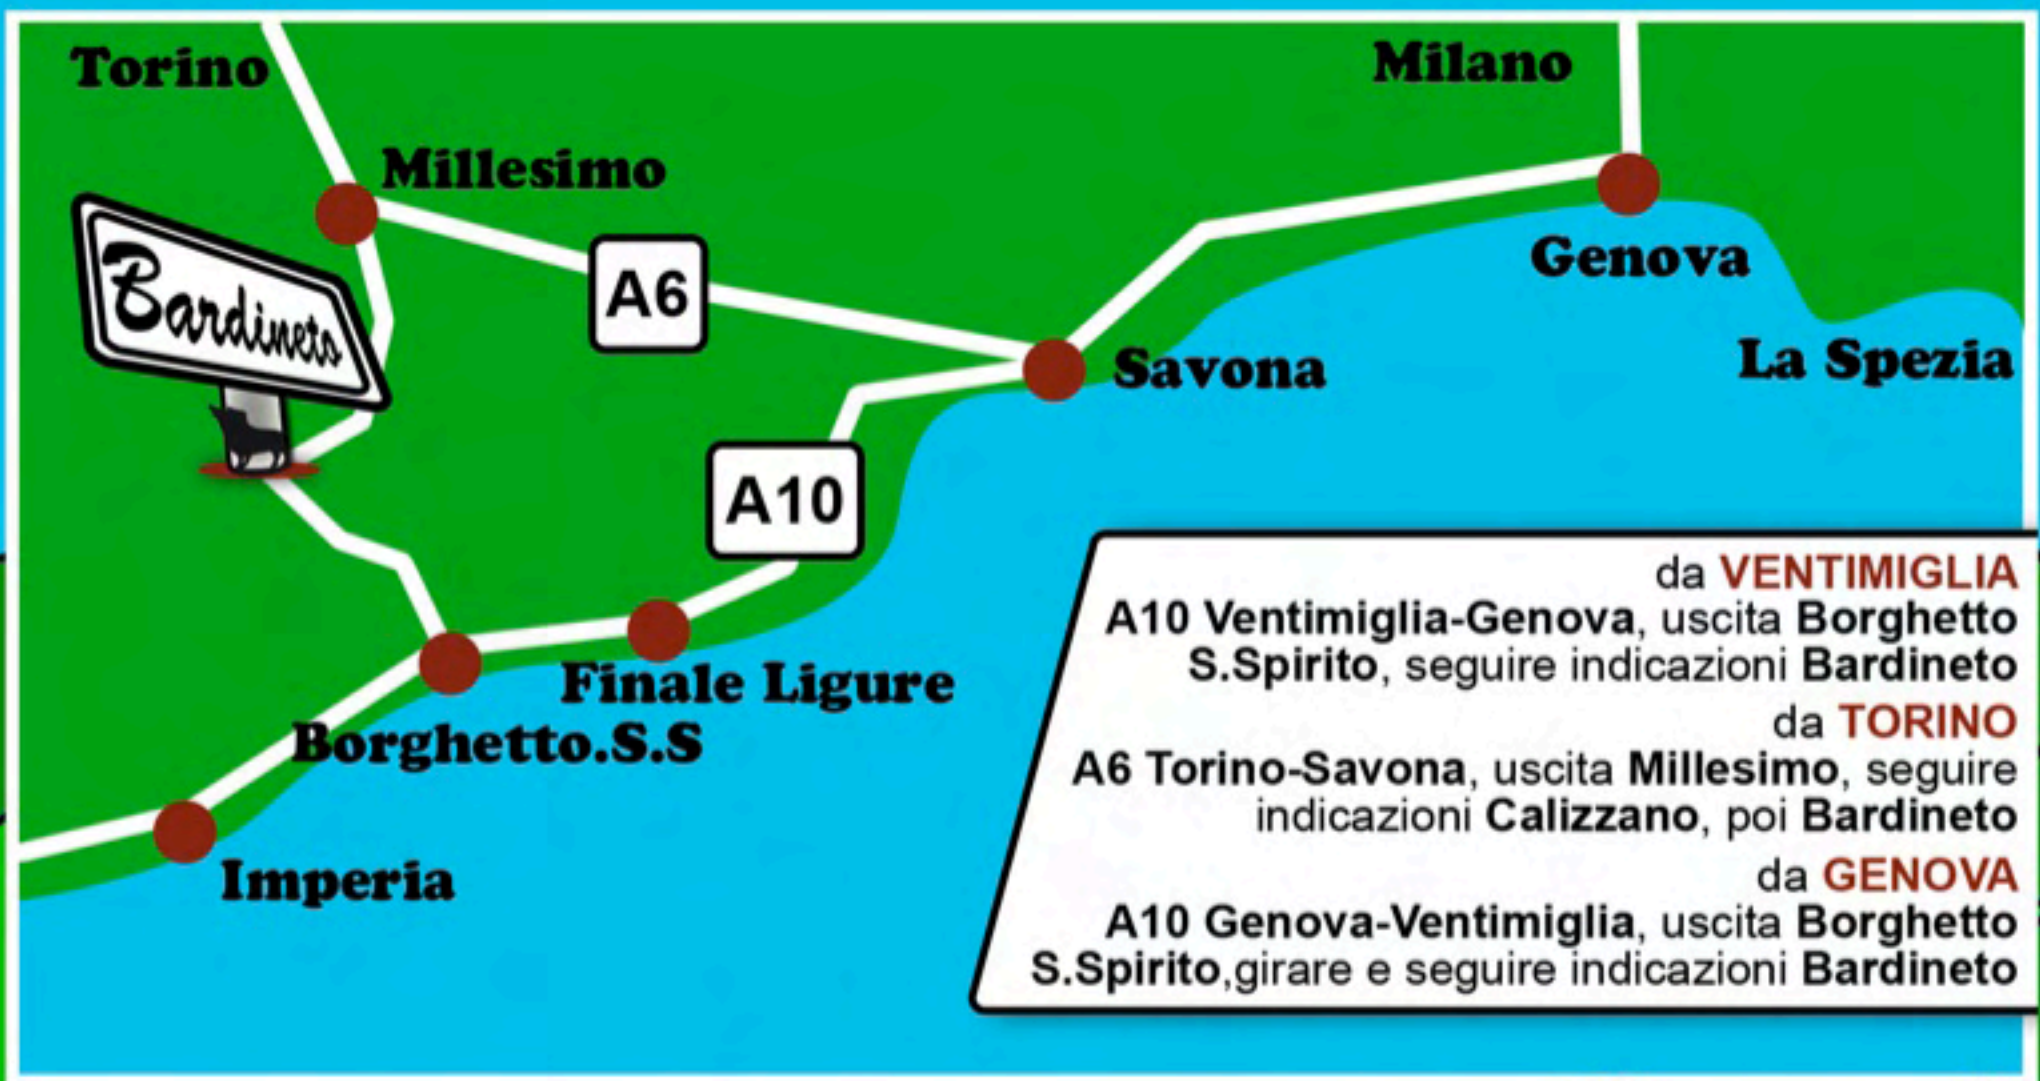 Torino
Milano
Millesimo
Bardineto
A6
Genova
Savona
La Spezia
A10
Finale Ligure
Borghetto.S.S
Imperia
da VENTIMIGLIA
A10 Ventimiglia-Genova, uscita Borghetto
S.Spirito, seguire indicazioni Bardineto
da TORINO
A6 Torino-Savona, uscita Millesimo, seguire
indicazioni Calizzano, poi Bardineto
da GENOVA
A10 Genova-Ventimiglia, uscita Borghetto
S.Spirito,girare e seguire indicazioni Bardineto